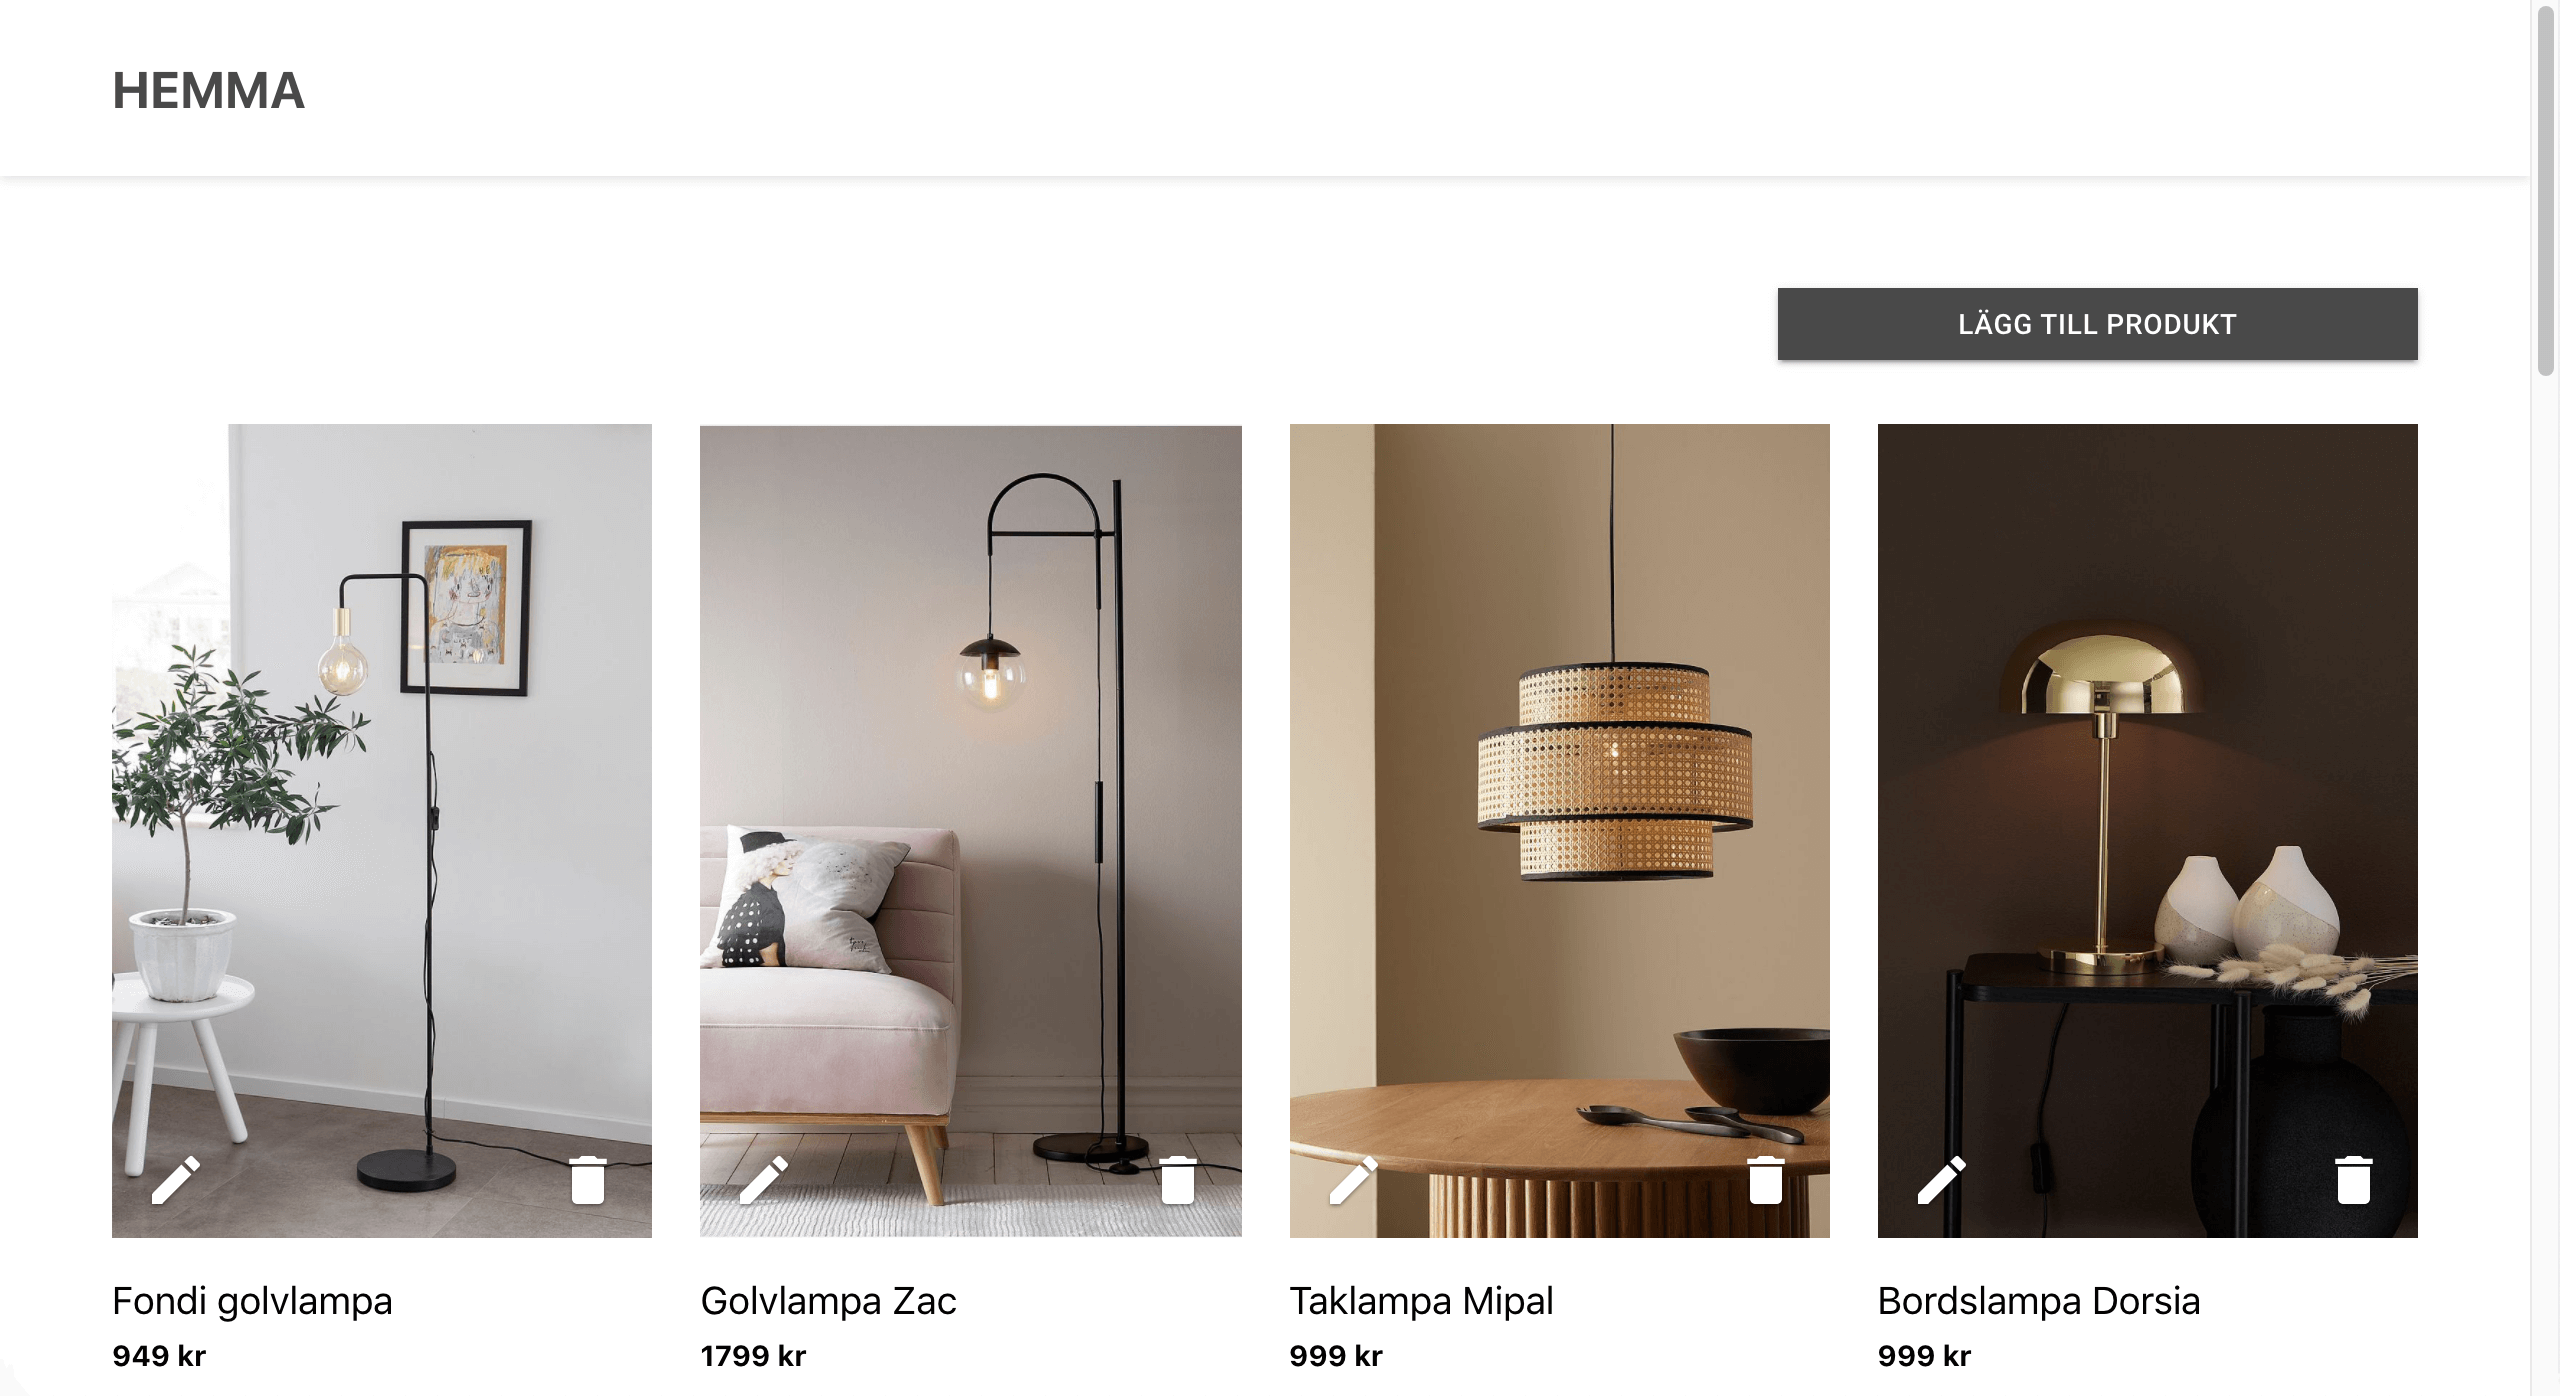 HEMMA
LÄGG TILL PRODUKT
Fondi golvlampa
949 kr
Golvlampa Zac
1799 kr
Taklampa Mipal
999 kr
Bordslampa Dorsia
999 kr